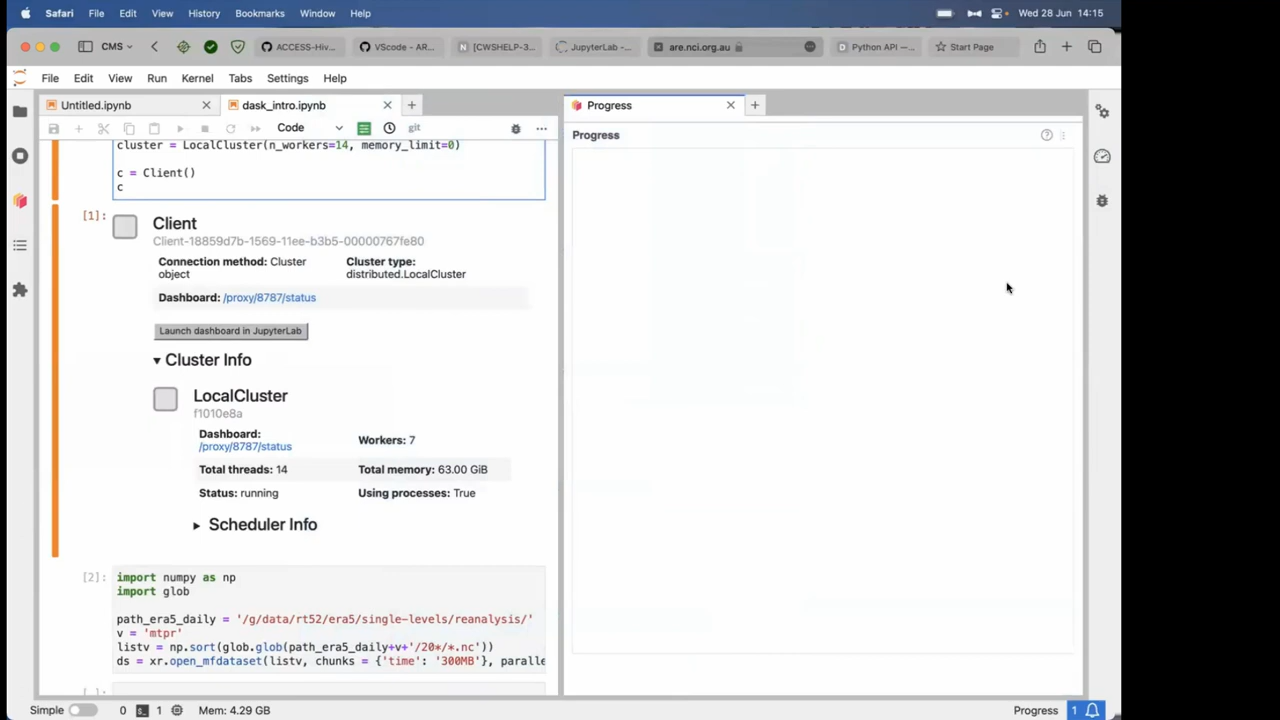 Safari File Edit View History Bookmarks Window Help Wed 28 Jun 14:15
CMS ACCESS-Hiv... VScode - AR... [CWSHELP-3... JupyterLab -... are.nci.org.au Python API —... Start Page
File Edit View Run Kernel Tabs Settings Help
Untitled.ipynb dask_intro.ipynb Progress
Code git
Progress
cluster = LocalCluster(n_workers=14, memory_limit=0)
c = Client()
c
[1]:
Client
Client-18859d7b-1569-11ee-b3b5-00000767fe80
Connection method: Cluster object
Cluster type: distributed.LocalCluster
Dashboard: /proxy/8787/status
Launch dashboard in JupyterLab
▾ Cluster Info
LocalCluster
f1010e8a
Dashboard: /proxy/8787/status
Workers: 7
Total threads: 14
Total memory: 63.00 GiB
Status: running
Using processes: True
▸ Scheduler Info
[2]:
import numpy as np
import glob
path_era5_daily = '/g/data/rt52/era5/single-levels/reanalysis/'
v = 'mtpr'
listv = np.sort(glob.glob(path_era5_daily+v+'/20*/*.nc'))
ds = xr.open_mfdataset(listv, chunks = {'time': '300MB'}, paralle
Simple 0 1 Mem: 4.29 GB Progress 1